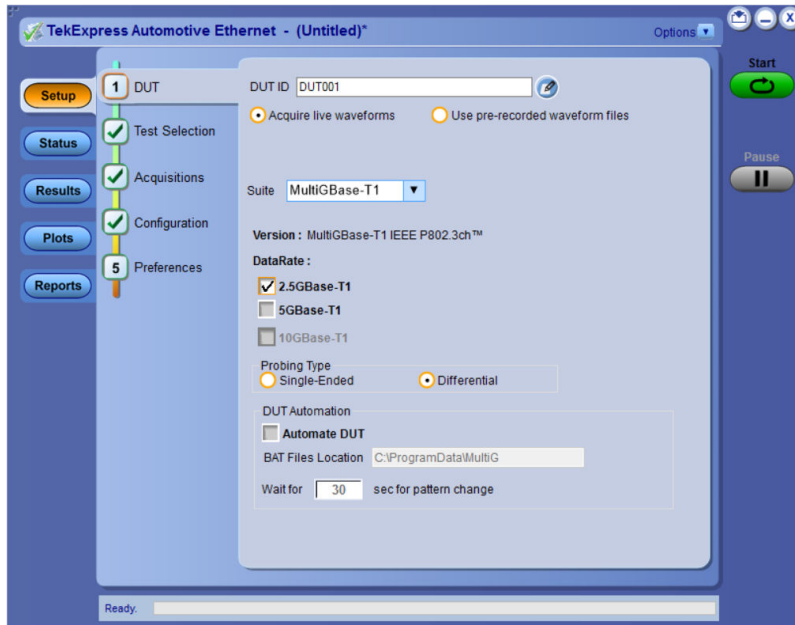 TekExpress Automotive Ethernet - (Untitled)*
Options
Start
Pause
Setup
Status
Results
Plots
Reports
1 DUT
Test Selection
Acquisitions
Configuration
5 Preferences
DUT ID DUT001
Acquire live waveforms Use pre-recorded waveform files
Suite MultiGBase-T1
Version : MultiGBase-T1 IEEE P802.3ch™
DataRate :
2.5GBase-T1
5GBase-T1
10GBase-T1
Probing Type
Single-Ended Differential
DUT Automation
Automate DUT
BAT Files Location C:\ProgramData\MultiG
Wait for 30 sec for pattern change
Ready.